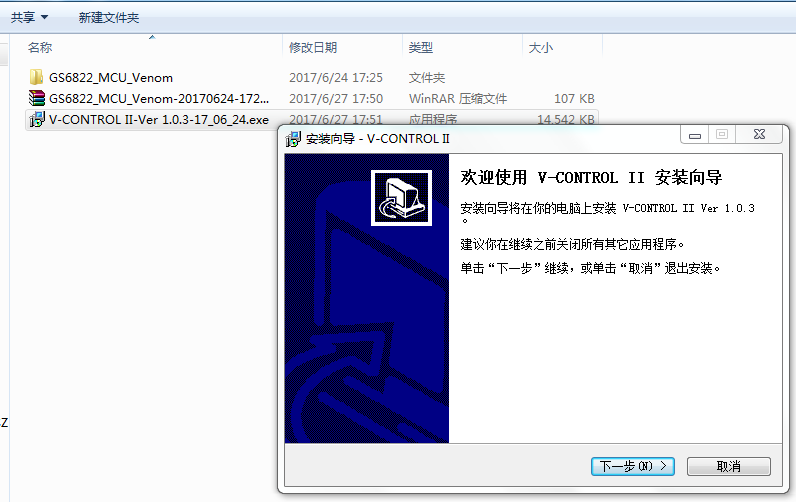 共享 新建文件夹
名称 修改日期 类型 大小
GS6822_MCU_Venom 2017/6/24 17:25 文件夹
GS6822_MCU_Venom-20170624-172... 2017/6/27 17:50 WinRAR 压缩文件 107 KB
V-CONTROL II-Ver 1.0.3-17_06_24.exe 2017/6/27 17:51 应用程序 14,542 KB
安装向导 - V-CONTROL II
欢迎使用 V-CONTROL II 安装向导
安装向导将在你的电脑上安装 V-CONTROL II Ver 1.0.3
。
建议你在继续之前关闭所有其它应用程序。
单击“下一步”继续，或单击“取消”退出安装。
下一步(N) >
取消